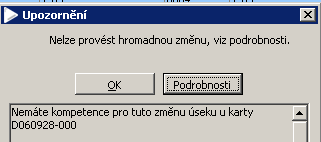 Upozornění
Nelze provést hromadnou změnu, viz podrobnosti.
OK
Podrobnosti
Nemáte kompetence pro tuto změnu úseku u karty
D060928-000